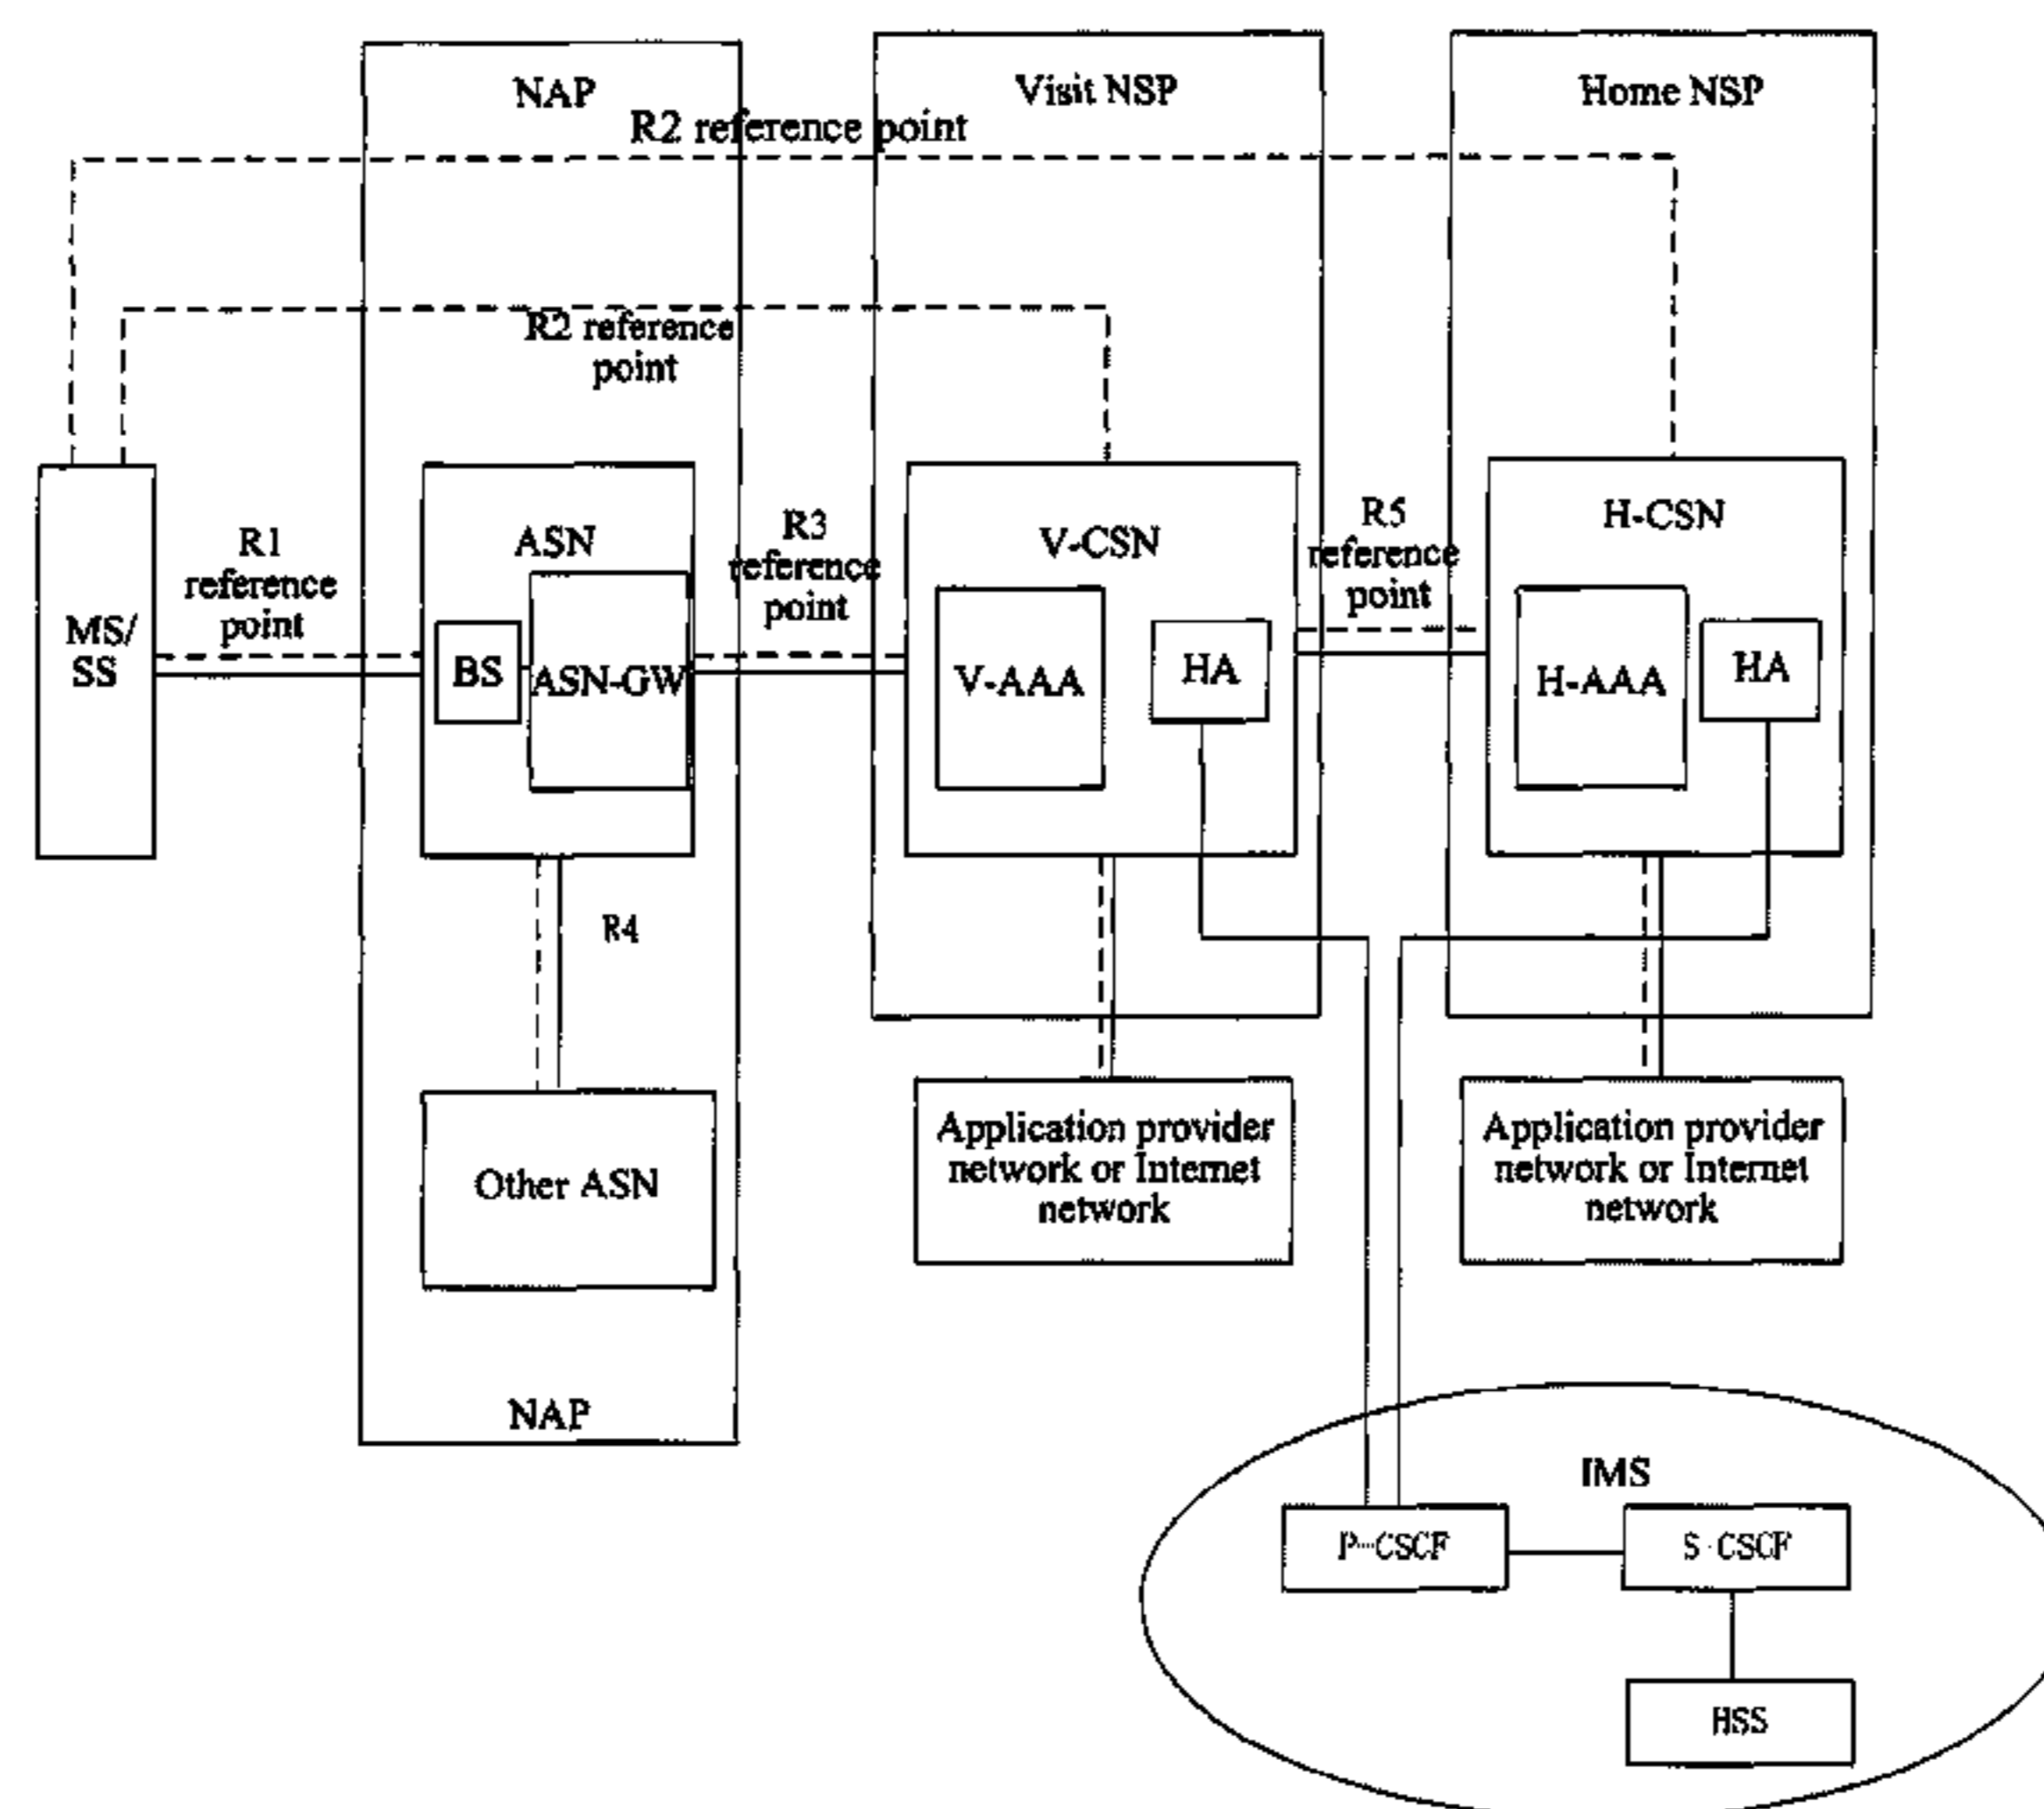 NAP
Visit NSP
Home NSP
R2 reference point
R2 reference
point
MS/
SS
R1
reference
point
ASN
BS
ASN-GW
R3
reference
point
V-CSN
V-AAA
HA
R5
reference
point
H-CSN
H-AAA
HA
R4
Other ASN
NAP
Application provider
network or Internet
network
Application provider
network or Internet
network
IMS
P-CSCF
S-CSCF
HSS